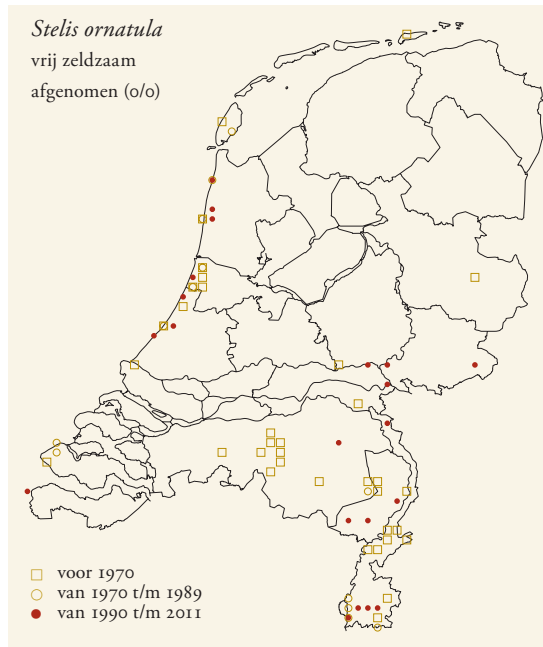 Stelis ornatula
vrij zeldzaam
afgenomen (0/0)
voor 1970
van 1970 t/m 1989
van 1990 t/m 2011